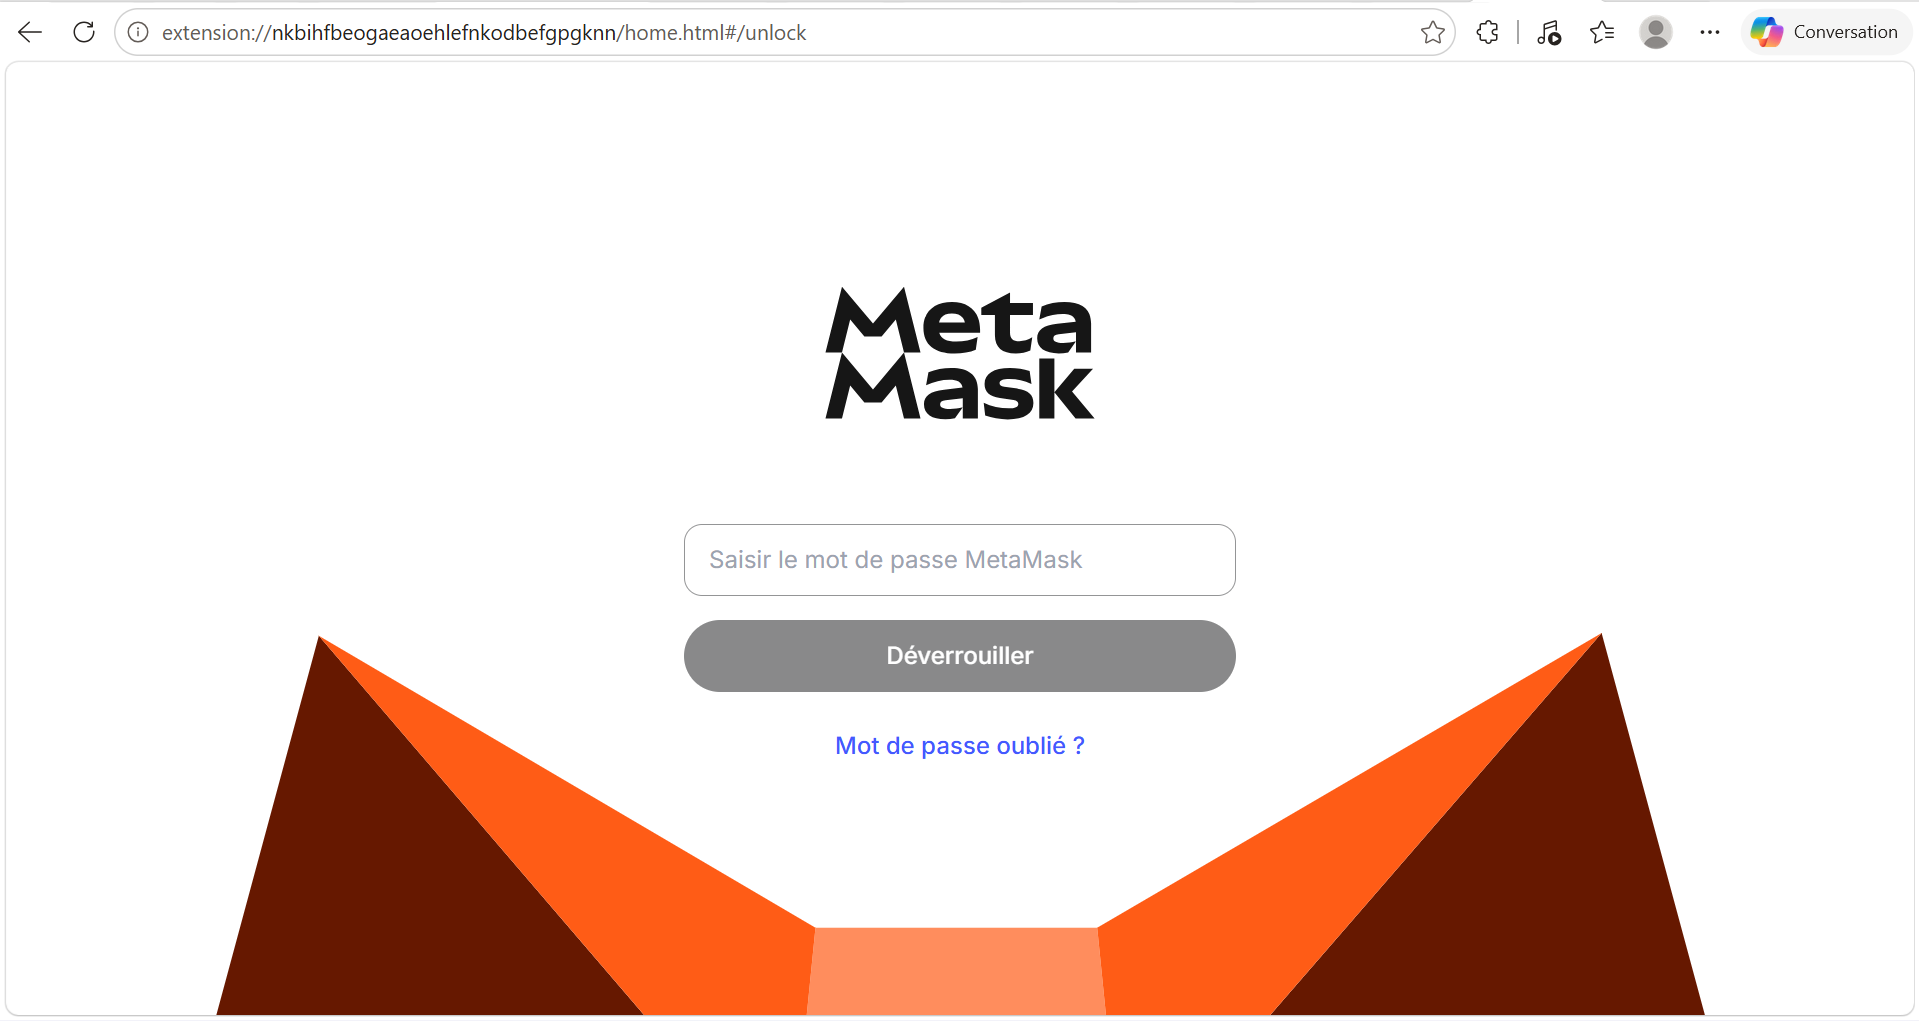 extension://nkbihfbeogaeaoehlefnkodbefgpgknn/home.html#/unlock
Conversation
Meta
Mask
Saisir le mot de passe MetaMask
Déverrouiller
Mot de passe oublié ?